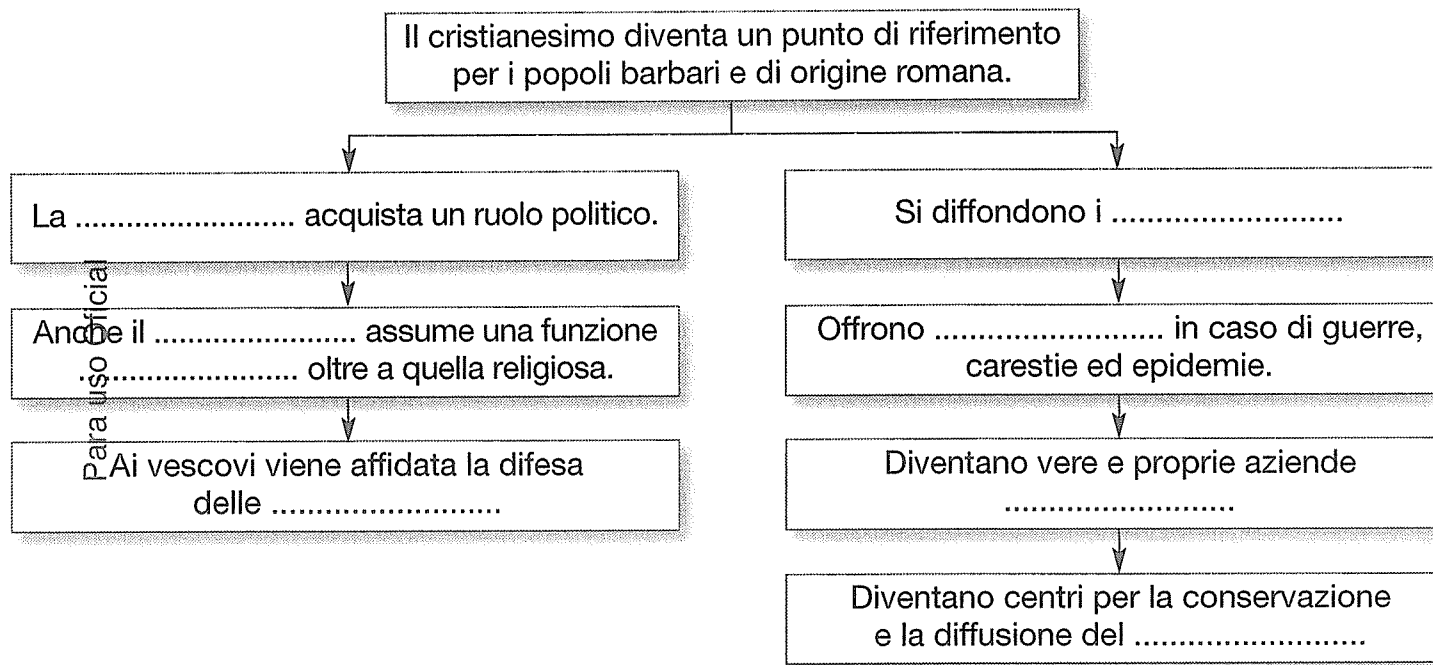 Il cristianesimo diventa un punto di riferimento
per i popoli barbari e di origine romana.
La .......................... acquista un ruolo politico.
Anche il .......................... assume una funzione
.......................... oltre a quella religiosa.
Ai vescovi viene affidata la difesa
delle ..........................
Si diffondono i ..........................
Offrono .......................... in caso di guerre,
carestie ed epidemie.
Diventano vere e proprie aziende
..........................
Diventano centri per la conservazione
e la diffusione del ..........................
Para uso oficial